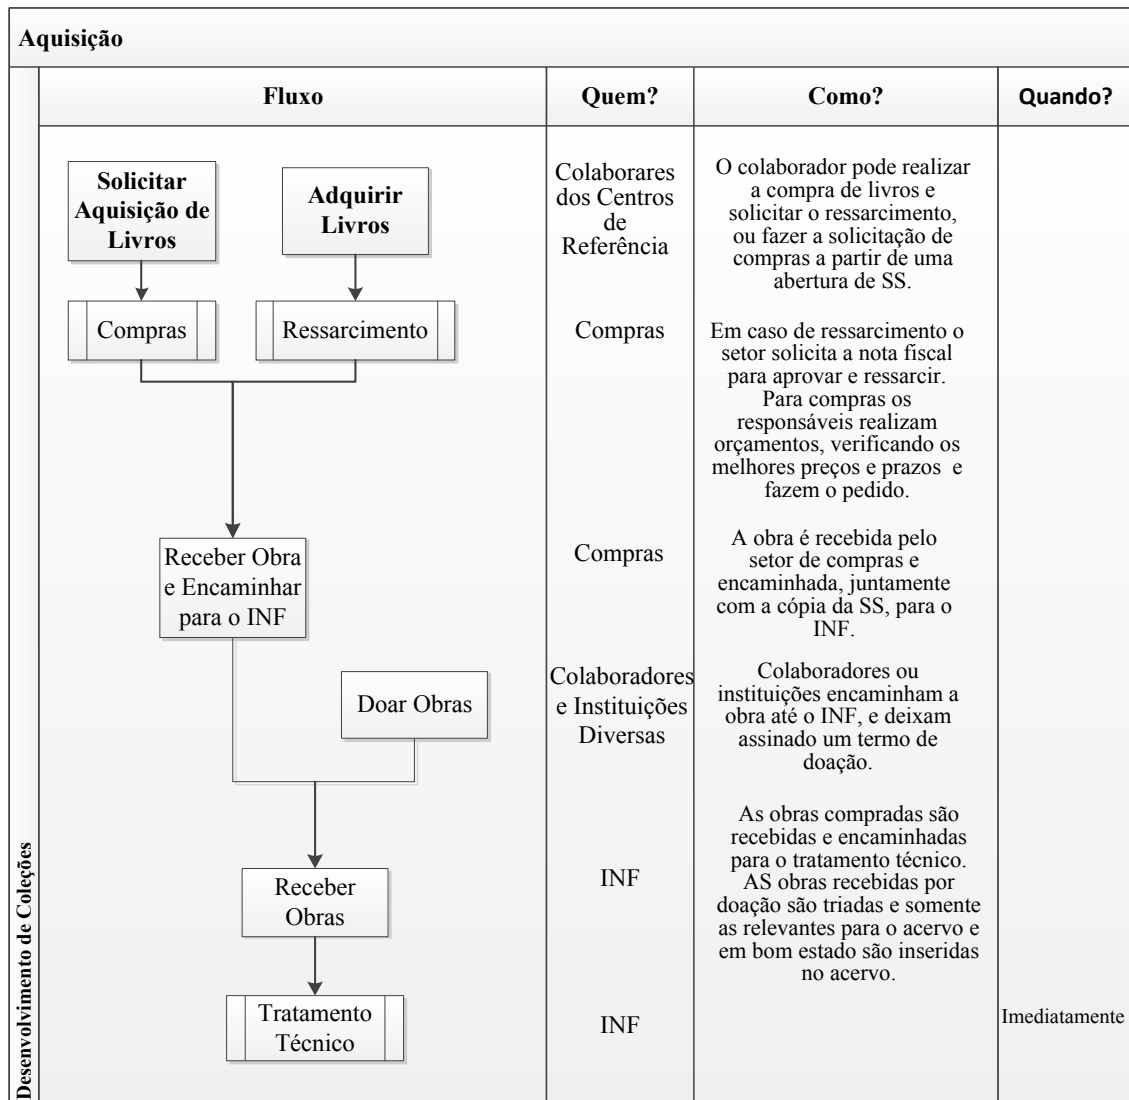 Aquisição
Fluxo
Quem?
Como?
Quando?
Solicitar
Aquisição de
Livros
Adquirir
Livros
Colaborares
dos Centros
de
Referência
O colaborador pode realizar
a compra de livros e
solicitar o ressarcimento,
ou fazer a solicitação de
compras a partir de uma
abertura de SS.
Compras
Ressarcimento
Compras
Em caso de ressarcimento o
setor solicita a nota fiscal
para aprovar e ressarcir.
Para compras os
responsáveis realizam
orçamentos, verificando os
melhores preços e prazos e
fazem o pedido.
Receber Obra
e Encaminhar
para o INF
Compras
A obra é recebida pelo
setor de compras e
encaminhada, juntamente
com a cópia da SS, para o
INF.
Doar Obras
Colaboradores
e Instituições
Diversas
Colaboradores ou
instituições encaminham a
obra até o INF, e deixam
assinado um termo de
doação.
Receber
Obras
INF
As obras compradas são
recebidas e encaminhadas
para o tratamento técnico.
AS obras recebidas por
doação são triadas e somente
as relevantes para o acervo e
em bom estado são inseridas
no acervo.
Tratamento
Técnico
INF
Imediatamente
Desenvolvimento de Coleções